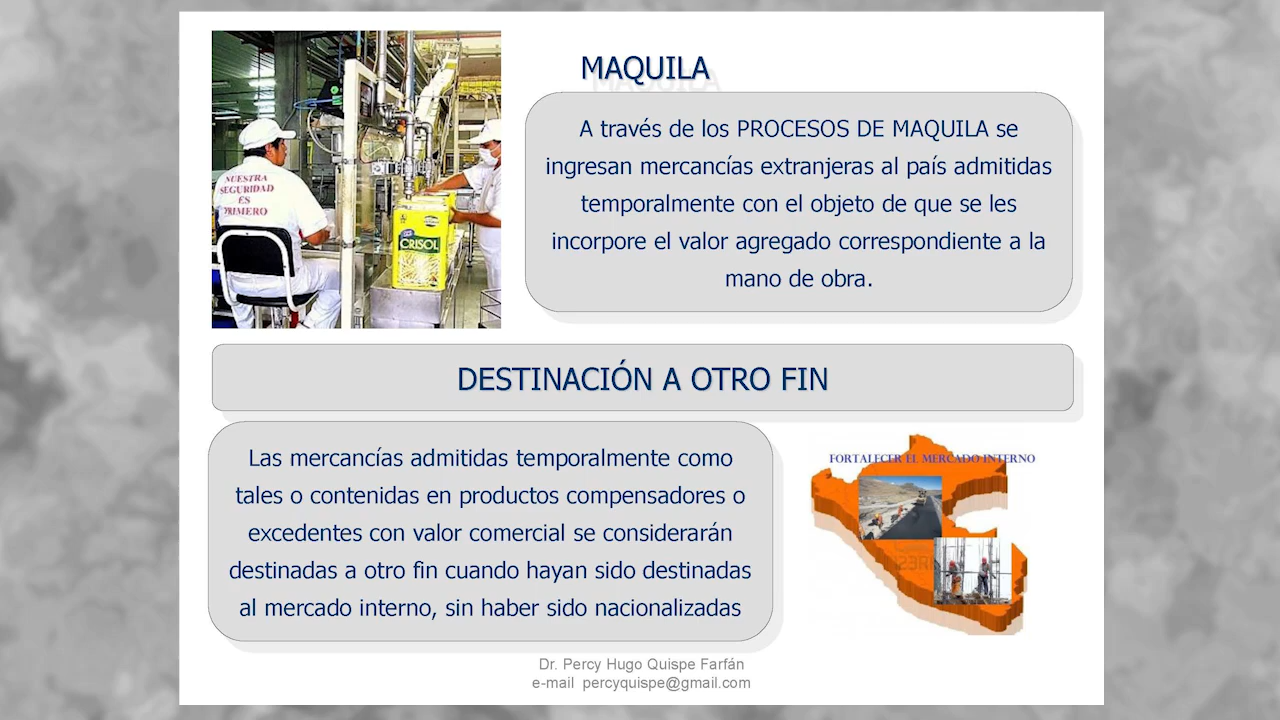 MAQUILA
A través de los PROCESOS DE MAQUILA se
ingresan mercancías extranjeras al país admitidas
temporalmente con el objeto de que se les
incorpore el valor agregado correspondiente a la
mano de obra.
NUESTRA
SEGURIDAD
ES
PRIMERO
CRISOL
DESTINACIÓN A OTRO FIN
Las mercancías admitidas temporalmente como
tales o contenidas en productos compensadores o
excedentes con valor comercial se considerarán
destinadas a otro fin cuando hayan sido destinadas
al mercado interno, sin haber sido nacionalizadas
FORTALECER EL MERCADO INTERNO
Dr. Percy Hugo Quispe Farfán
e-mail percyquispe@gmail.com